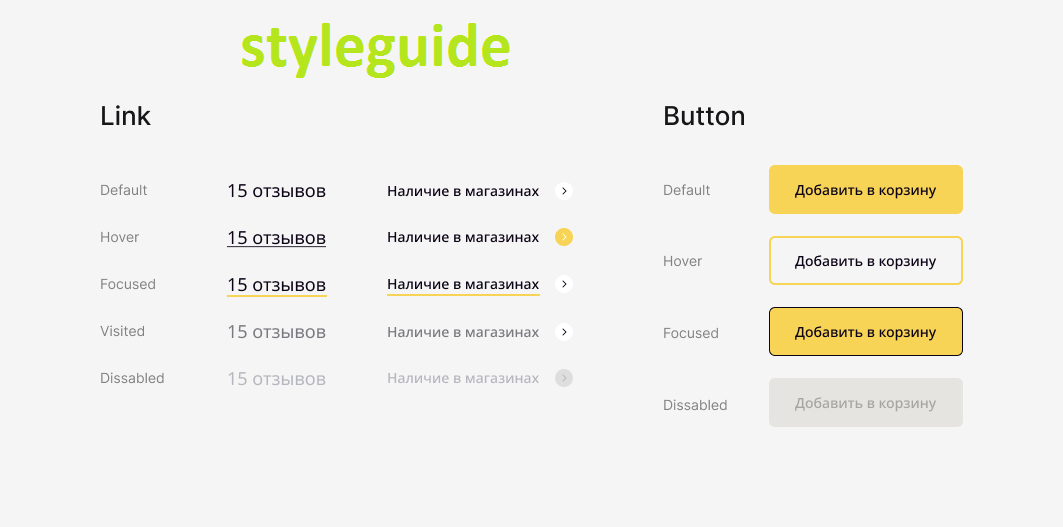 styleguide
Link
Default 15 отзывов Наличие в магазинах
Hover 15 отзывов Наличие в магазинах
Focused 15 отзывов Наличие в магазинах
Visited 15 отзывов Наличие в магазинах
Dissabled 15 отзывов Наличие в магазинах
Button
Default Добавить в корзину
Hover Добавить в корзину
Focused Добавить в корзину
Dissabled Добавить в корзину